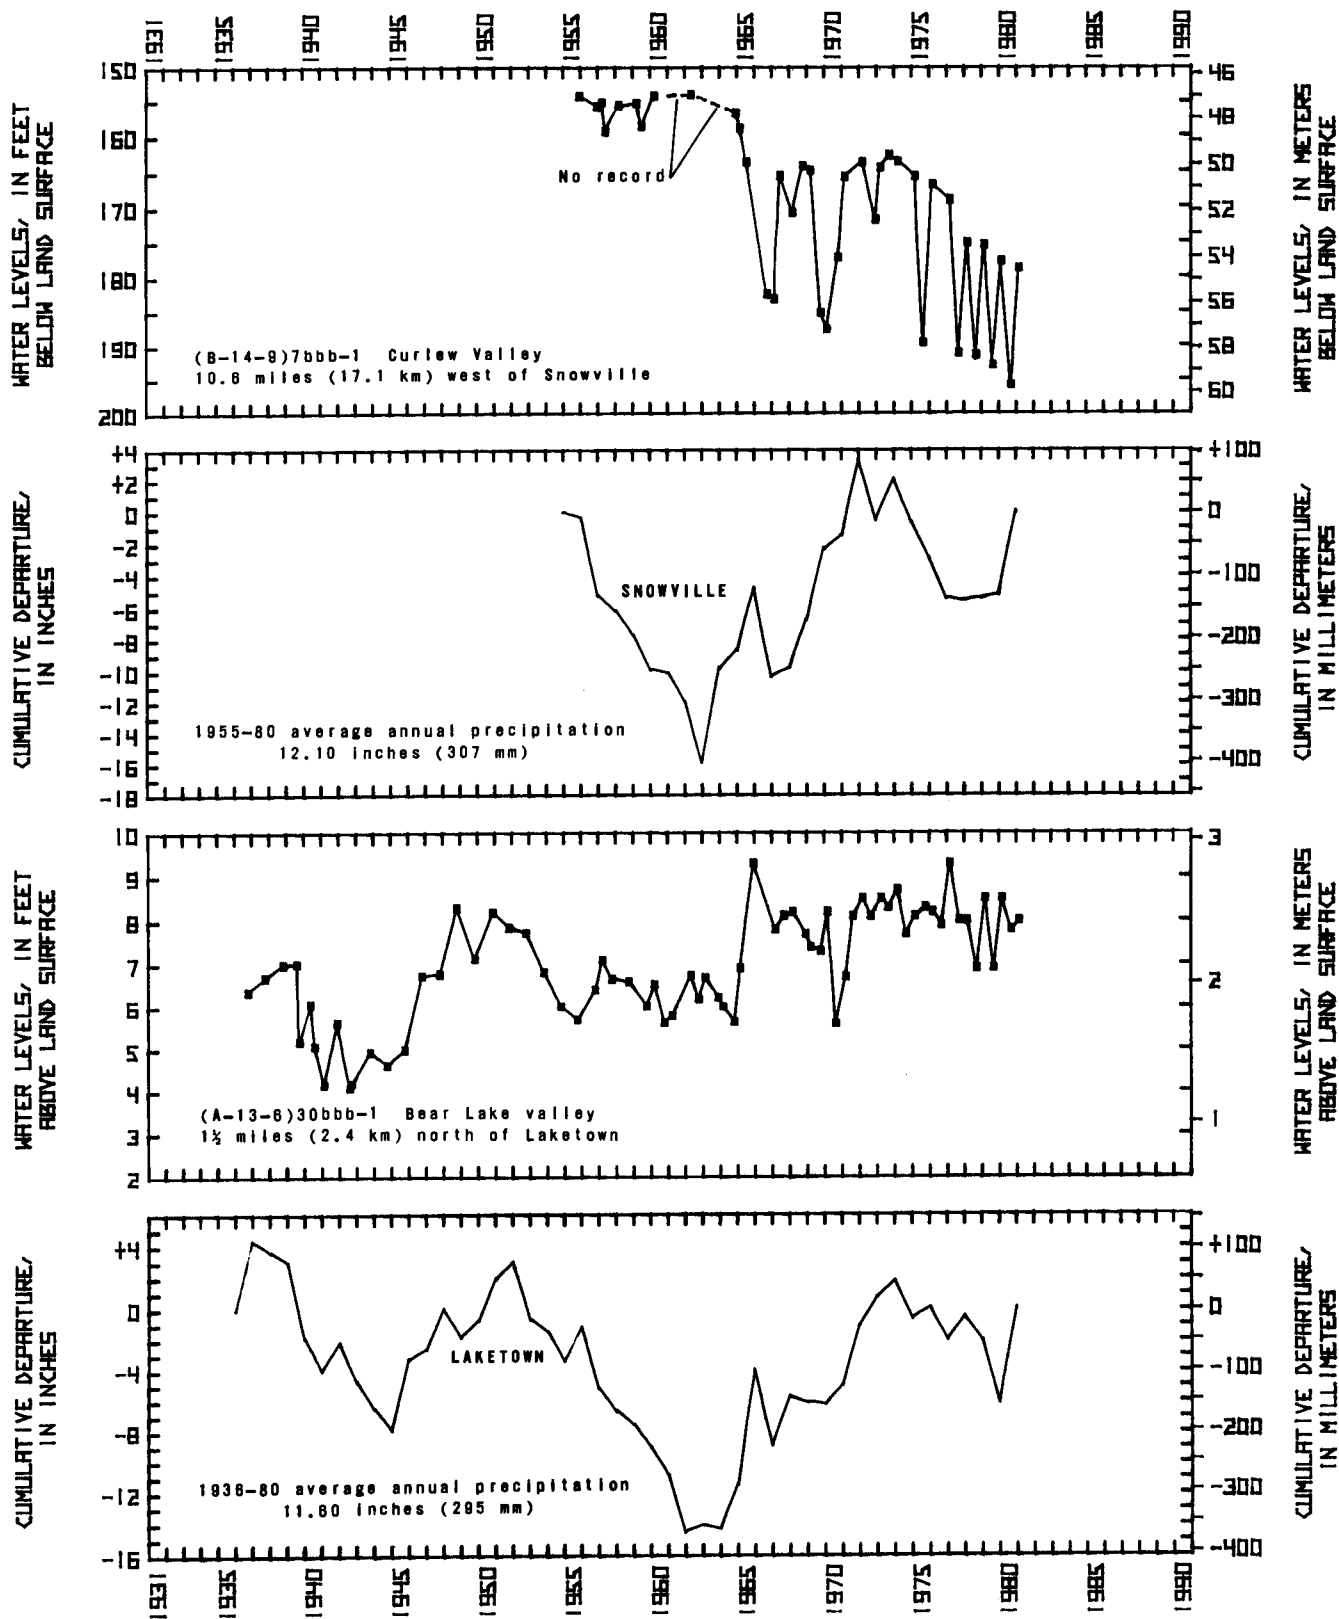 1931 1935 1940 1945 1950 1955 1960 1965 1970 1975 1980 1985 1990
WATER LEVELS, IN FEET
BELOW LAND SURFACE
150
160
170
180
190
200
No record
(B-14-9)7bbb-1 Curlew Valley
10.6 miles (17.1 km) west of Snowville
46
48
50
52
54
56
58
60
WATER LEVELS, IN METERS
BELOW LAND SURFACE
CUMULATIVE DEPARTURE,
IN INCHES
+4
+2
0
-2
-4
-6
-8
-10
-12
-14
-16
-18
SNOWVILLE
1955-80 average annual precipitation
12.10 inches (307 mm)
+100
0
-100
-200
-300
-400
CUMULATIVE DEPARTURE,
IN MILLIMETERS
WATER LEVELS, IN FEET
ABOVE LAND SURFACE
10
9
8
7
6
5
4
3
2
(A-13-6)30bbb-1 Bear Lake valley
1½ miles (2.4 km) north of Laketown
3
2
1
WATER LEVELS, IN METERS
ABOVE LAND SURFACE
CUMULATIVE DEPARTURE,
IN INCHES
+4
0
-4
-8
-12
-16
LAKETOWN
1936-80 average annual precipitation
11.60 inches (295 mm)
+100
0
-100
-200
-300
-400
CUMULATIVE DEPARTURE,
IN MILLIMETERS
1931 1935 1940 1945 1950 1955 1960 1965 1970 1975 1980 1985 1990